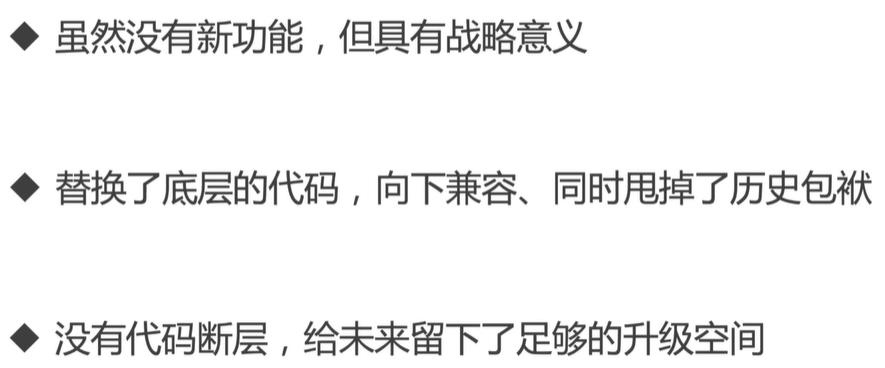 ◆ 虽然没有新功能，但具有战略意义
◆ 替换了底层的代码，向下兼容、同时甩掉了历史包袱
◆ 没有代码断层，给未来留下了足够的升级空间